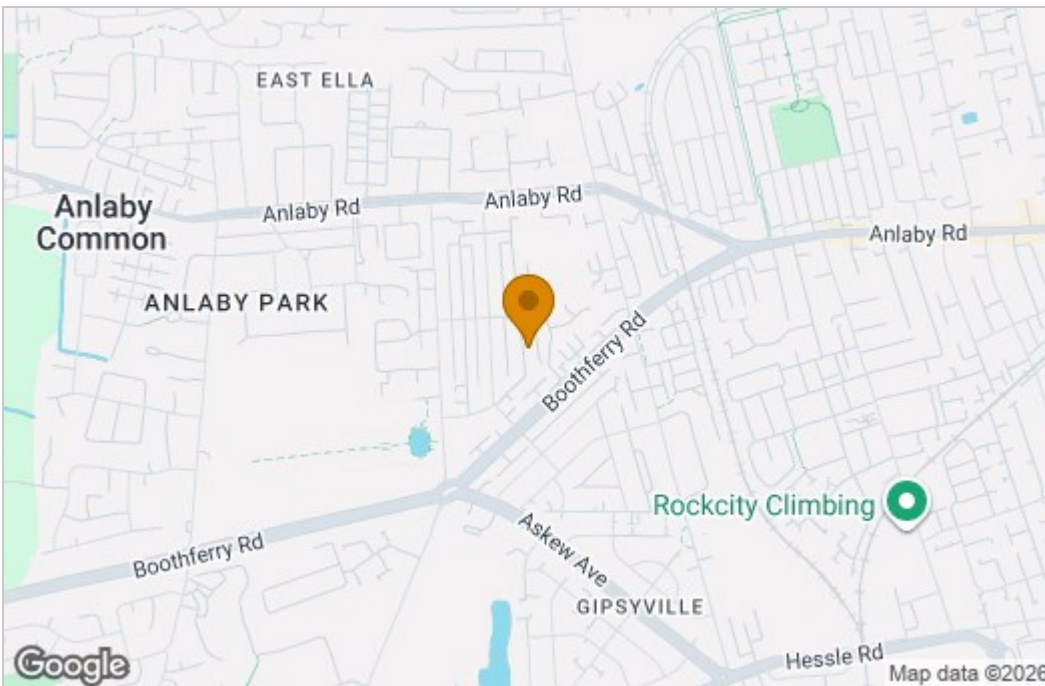 EAST ELLA
Anlaby Rd
Anlaby Rd
Anlaby
Common
Anlaby Rd
ANLABY PARK
Boothferry Rd
Rockcity Climbing
Boothferry Rd
Askew Ave
GIPSYVILLE
Hessle Rd
Google
Map data ©2026